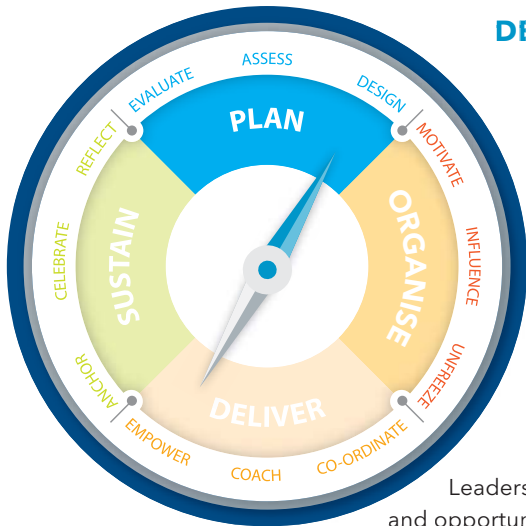 DE
EVALUATE
ASSESS
DESIGN
PLAN
MOTIVATE
INFLUENCE
UNFREEZE
ORGANISE
CO-ORDINATE
COACH
EMPOWER
DELIVER
ANCHOR
CELEBRATE
REFLECT
SUSTAIN
Leaders
and opportun